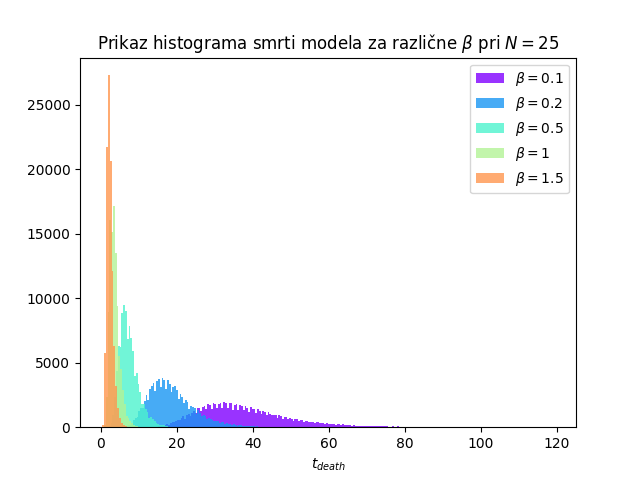 Prikaz histograma smrti modela za različne β pri N = 25
β = 0.1
β = 0.2
β = 0.5
β = 1
β = 1.5
25000
20000
15000
10000
5000
0
0 20 40 60 80 100 120
t_death